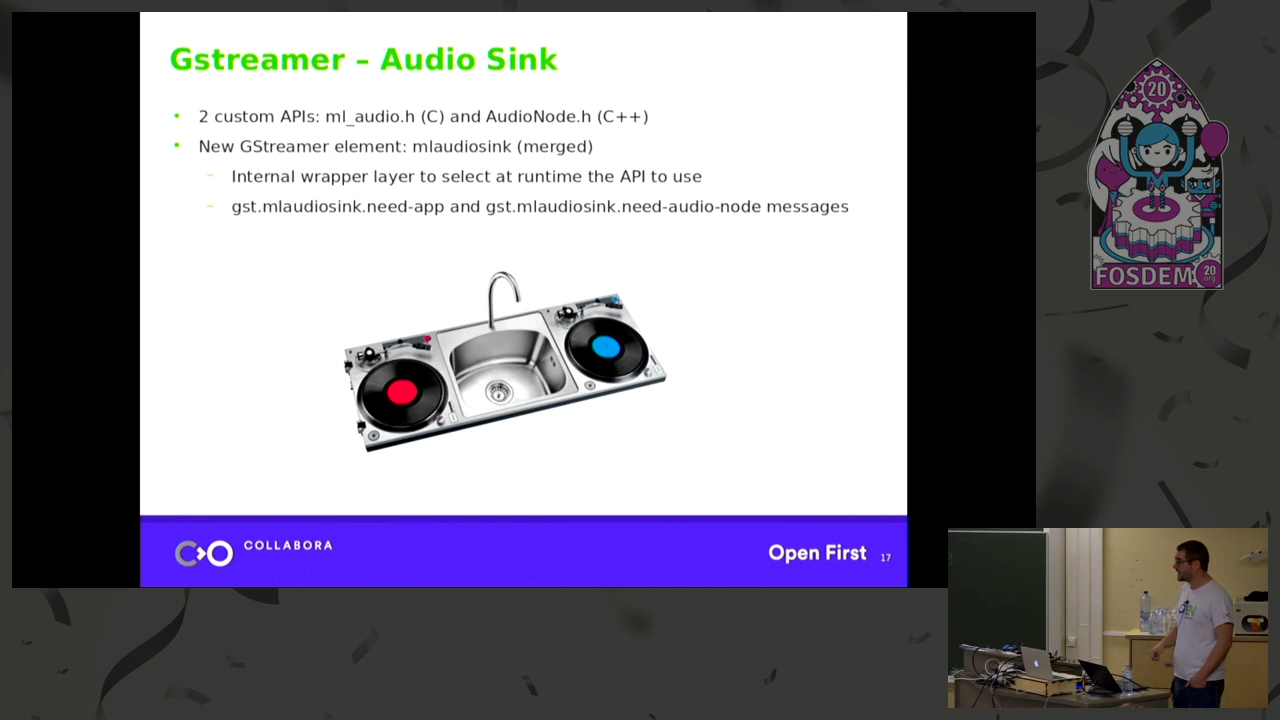 Gstreamer – Audio Sink
• 2 custom APIs: ml_audio.h (C) and AudioNode.h (C++)
• New GStreamer element: mlaudiosink (merged)
– Internal wrapper layer to select at runtime the API to use
– gst.mlaudiosink.need-app and gst.mlaudiosink.need-audio-node messages
COLLABORA
Open First
17
20
FOSDEM
20
org